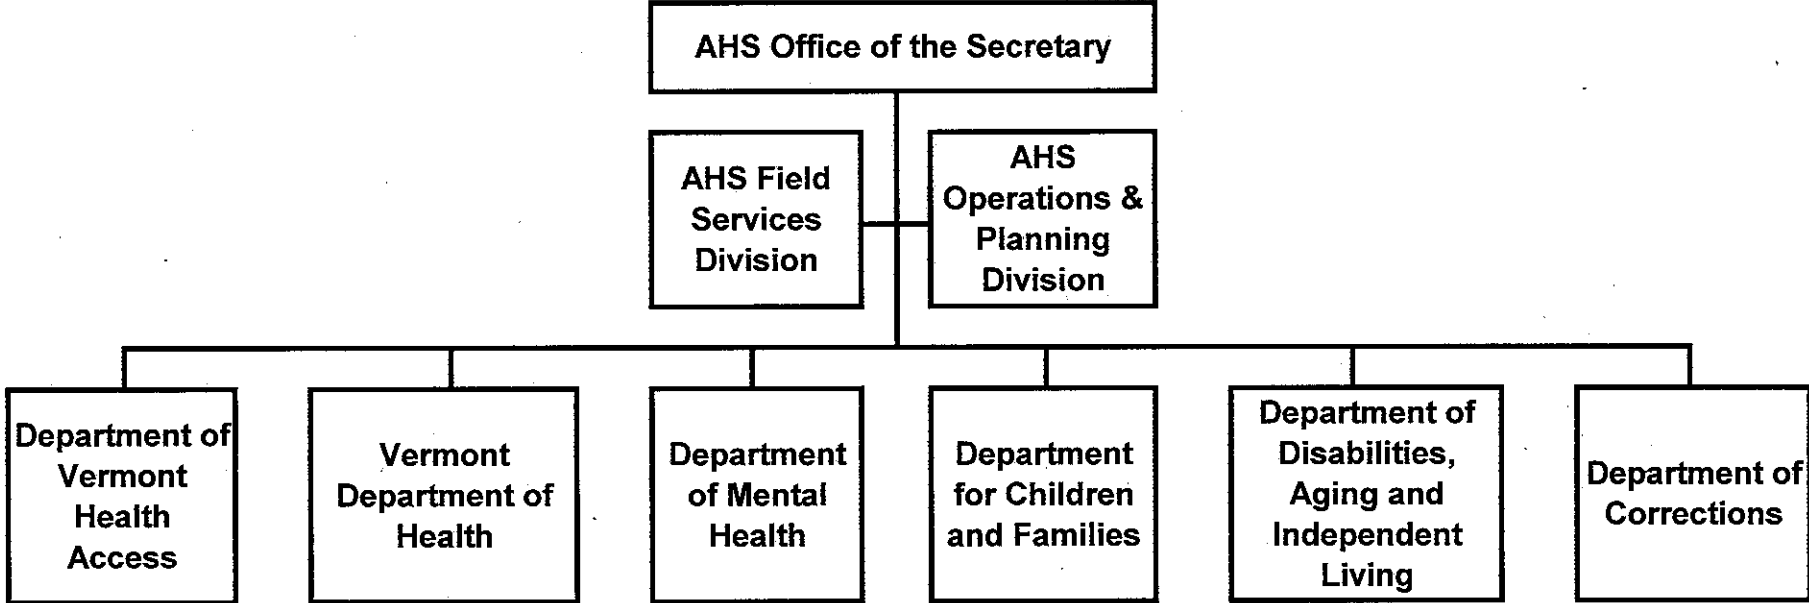 AHS Office of the Secretary
AHS Field
Services
Division
AHS
Operations &
Planning
Division
Department of
Vermont
Health
Access
Vermont
Department of
Health
Department
of Mental
Health
Department
for Children
and Families
Department of
Disabilities,
Aging and
Independent
Living
Department of
Corrections